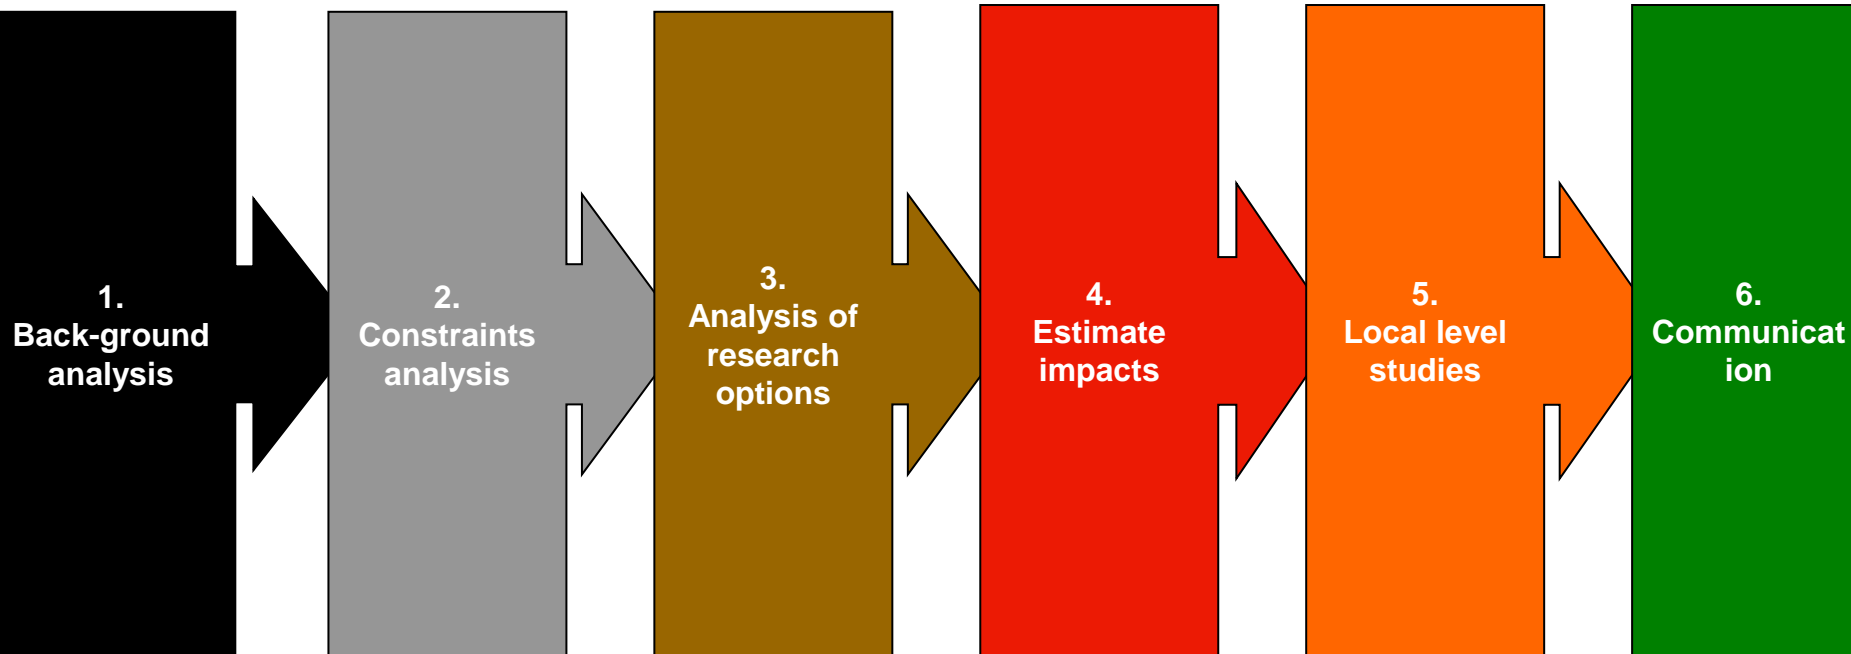 1.
Back-ground
analysis
2.
Constraints
analysis
3.
Analysis of
research
options
4.
Estimate
impacts
5.
Local level
studies
6.
Communicat
ion